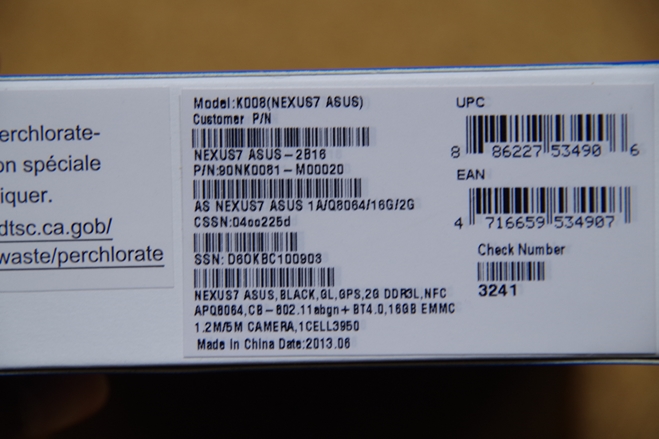 erchlorate-
on spéciale
iquer.
dtsc.ca.gob/
waste/perchlorate
Model:K008(NEXUS7 ASUS)
Customer P/N
NEXUS7 ASUS-2B16
P/N:90NK0081-M00020
AS NEXUS7 ASUS 1A/Q8064/16G/2G
CSSN:04oo225d
SSN: D6OKBC100903
NEXUS7 ASUS,BLACK,GL,GPS,2G DDR3L,NFC
APQ8064,CB-802.11abgn+BT4.0,16GB EMMC
1.2M/5M CAMERA,1CELL3950
Made In China Date:2013.06
UPC
8 86227 53490 6
EAN
4 716659 534907
Check Number
3241